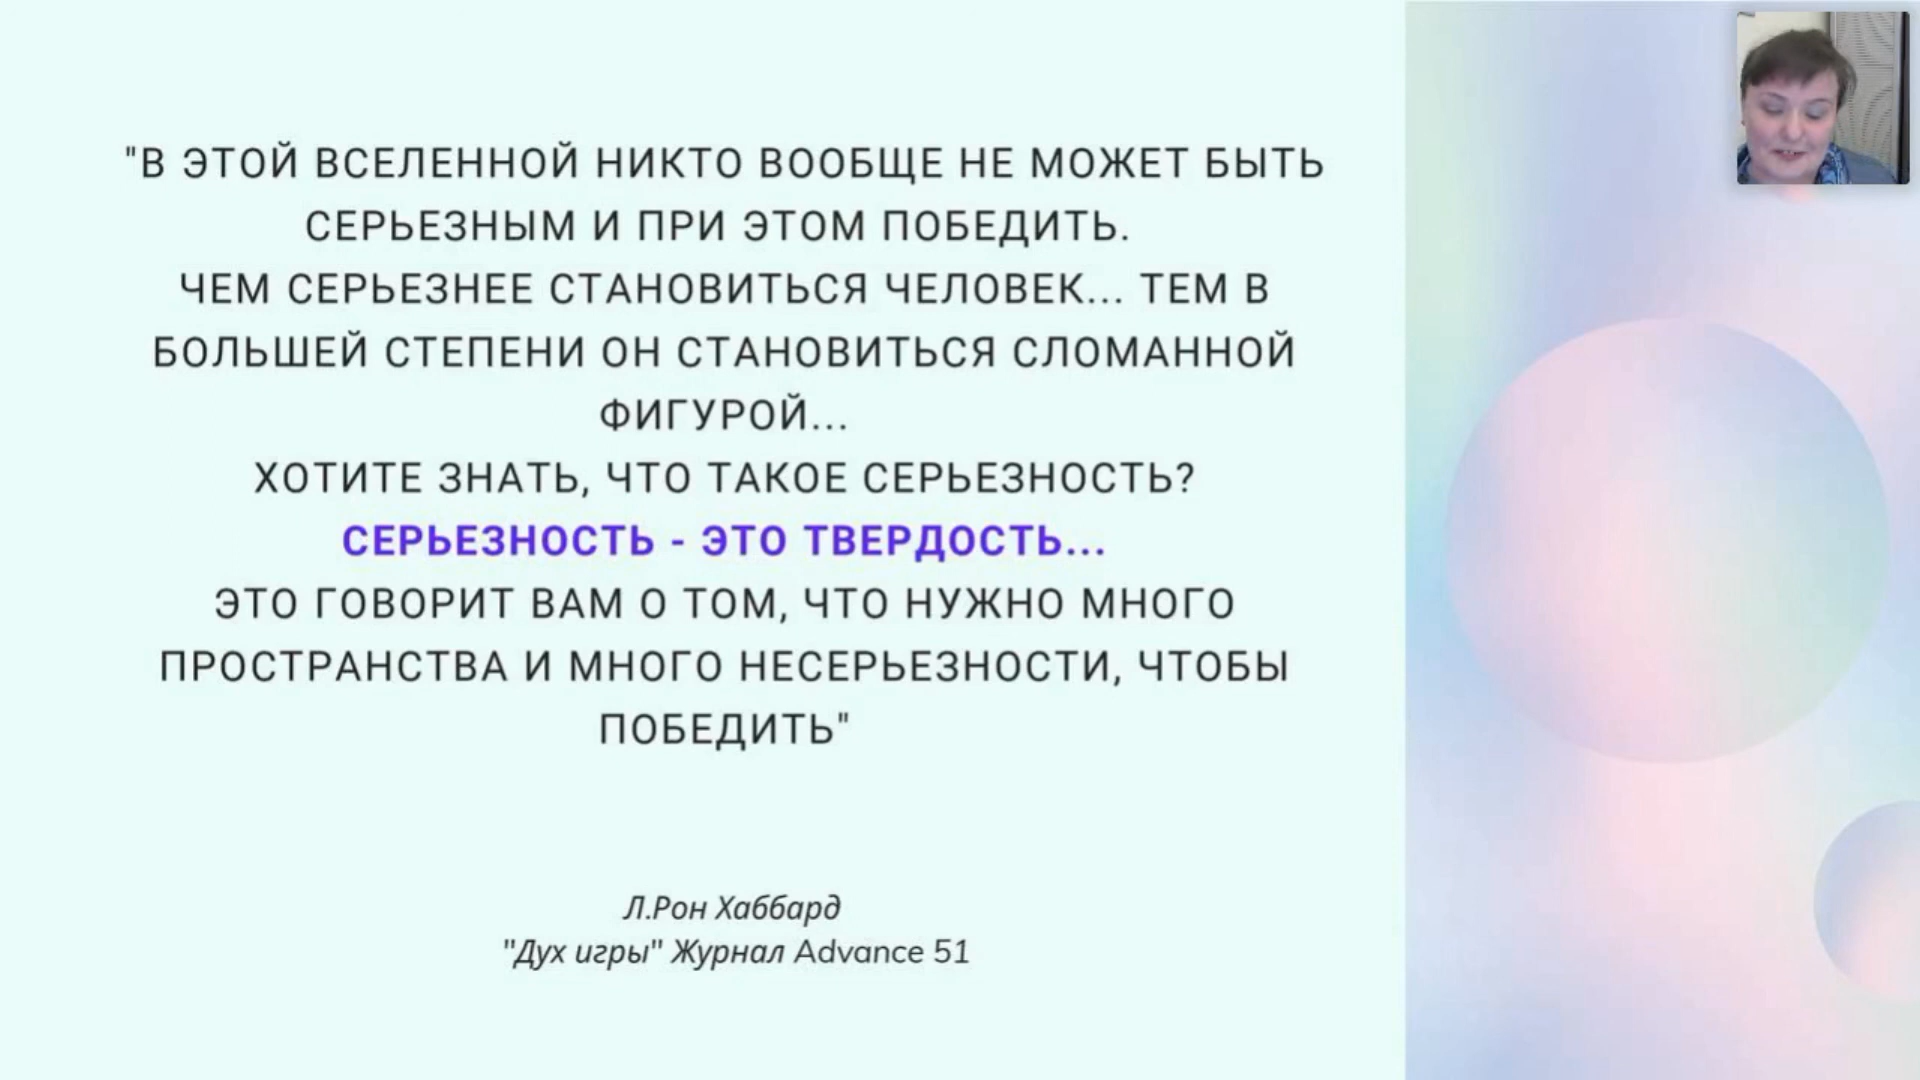 "В ЭТОЙ ВСЕЛЕННОЙ НИКТО ВООБЩЕ НЕ МОЖЕТ БЫТЬ
СЕРЬЕЗНЫМ И ПРИ ЭТОМ ПОБЕДИТЬ.
ЧЕМ СЕРЬЕЗНЕЕ СТАНОВИТЬСЯ ЧЕЛОВЕК... ТЕМ В
БОЛЬШЕЙ СТЕПЕНИ ОН СТАНОВИТЬСЯ СЛОМАННОЙ
ФИГУРОЙ...
ХОТИТЕ ЗНАТЬ, ЧТО ТАКОЕ СЕРЬЕЗНОСТЬ?
СЕРЬЕЗНОСТЬ - ЭТО ТВЕРДОСТЬ...
ЭТО ГОВОРИТ ВАМ О ТОМ, ЧТО НУЖНО МНОГО
ПРОСТРАНСТВА И МНОГО НЕСЕРЬЕЗНОСТИ, ЧТОБЫ
ПОБЕДИТЬ"
Л.Рон Хаббард
"Дух игры" Журнал Advance 51